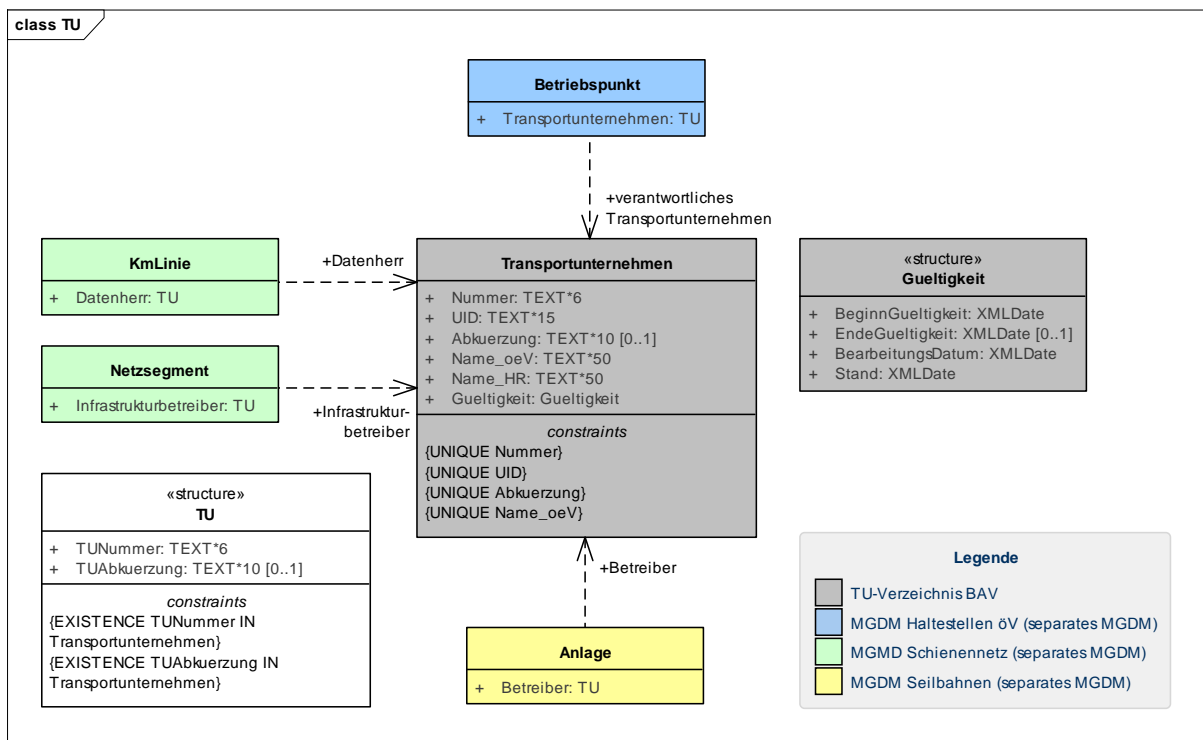 class TU
Betriebspunkt
+ Transportunternehmen: TU
+verantwortliches
Transportunternehmen
KmLinie
+ Datenherr: TU
+Datenherr
Netzsegment
+ Infrastrukturbetreiber: TU
+Infrastruktur-
betreiber
Transportunternehmen
+ Nummer: TEXT*6
+ UID: TEXT*15
+ Abkuerzung: TEXT*10 [0..1]
+ Name_oeV: TEXT*50
+ Name_HR: TEXT*50
+ Gueltigkeit: Gueltigkeit
constraints
{UNIQUE Nummer}
{UNIQUE UID}
{UNIQUE Abkuerzung}
{UNIQUE Name_oeV}
«structure»
Gueltigkeit
+ BeginnGueltigkeit: XMLDate
+ EndeGueltigkeit: XMLDate [0..1]
+ BearbeitungsDatum: XMLDate
+ Stand: XMLDate
«structure»
TU
+ TUNummer: TEXT*6
+ TUAbkuerzung: TEXT*10 [0..1]
constraints
{EXISTENCE TUNummer IN
Transportunternehmen}
{EXISTENCE TUAbkuerzung IN
Transportunternehmen}
+Betreiber
Anlage
+ Betreiber: TU
Legende
TU-Verzeichnis BAV
MGDM Haltestellen öV (separates MGDM)
MGMD Schienennetz (separates MGDM)
MGDM Seilbahnen (separates MGDM)